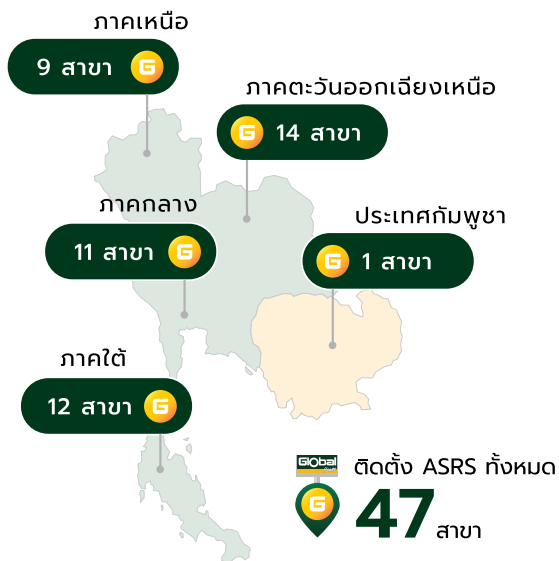 ภาคเหนือ
9 สาขา G
ภาคตะวันออกเฉียงเหนือ
G 14 สาขา
ภาคกลาง
11 สาขา G
ประเทศกัมพูชา
G 1 สาขา
ภาคใต้
12 สาขา G
Global
G
ติดตั้ง ASRS ทั้งหมด
47 สาขา